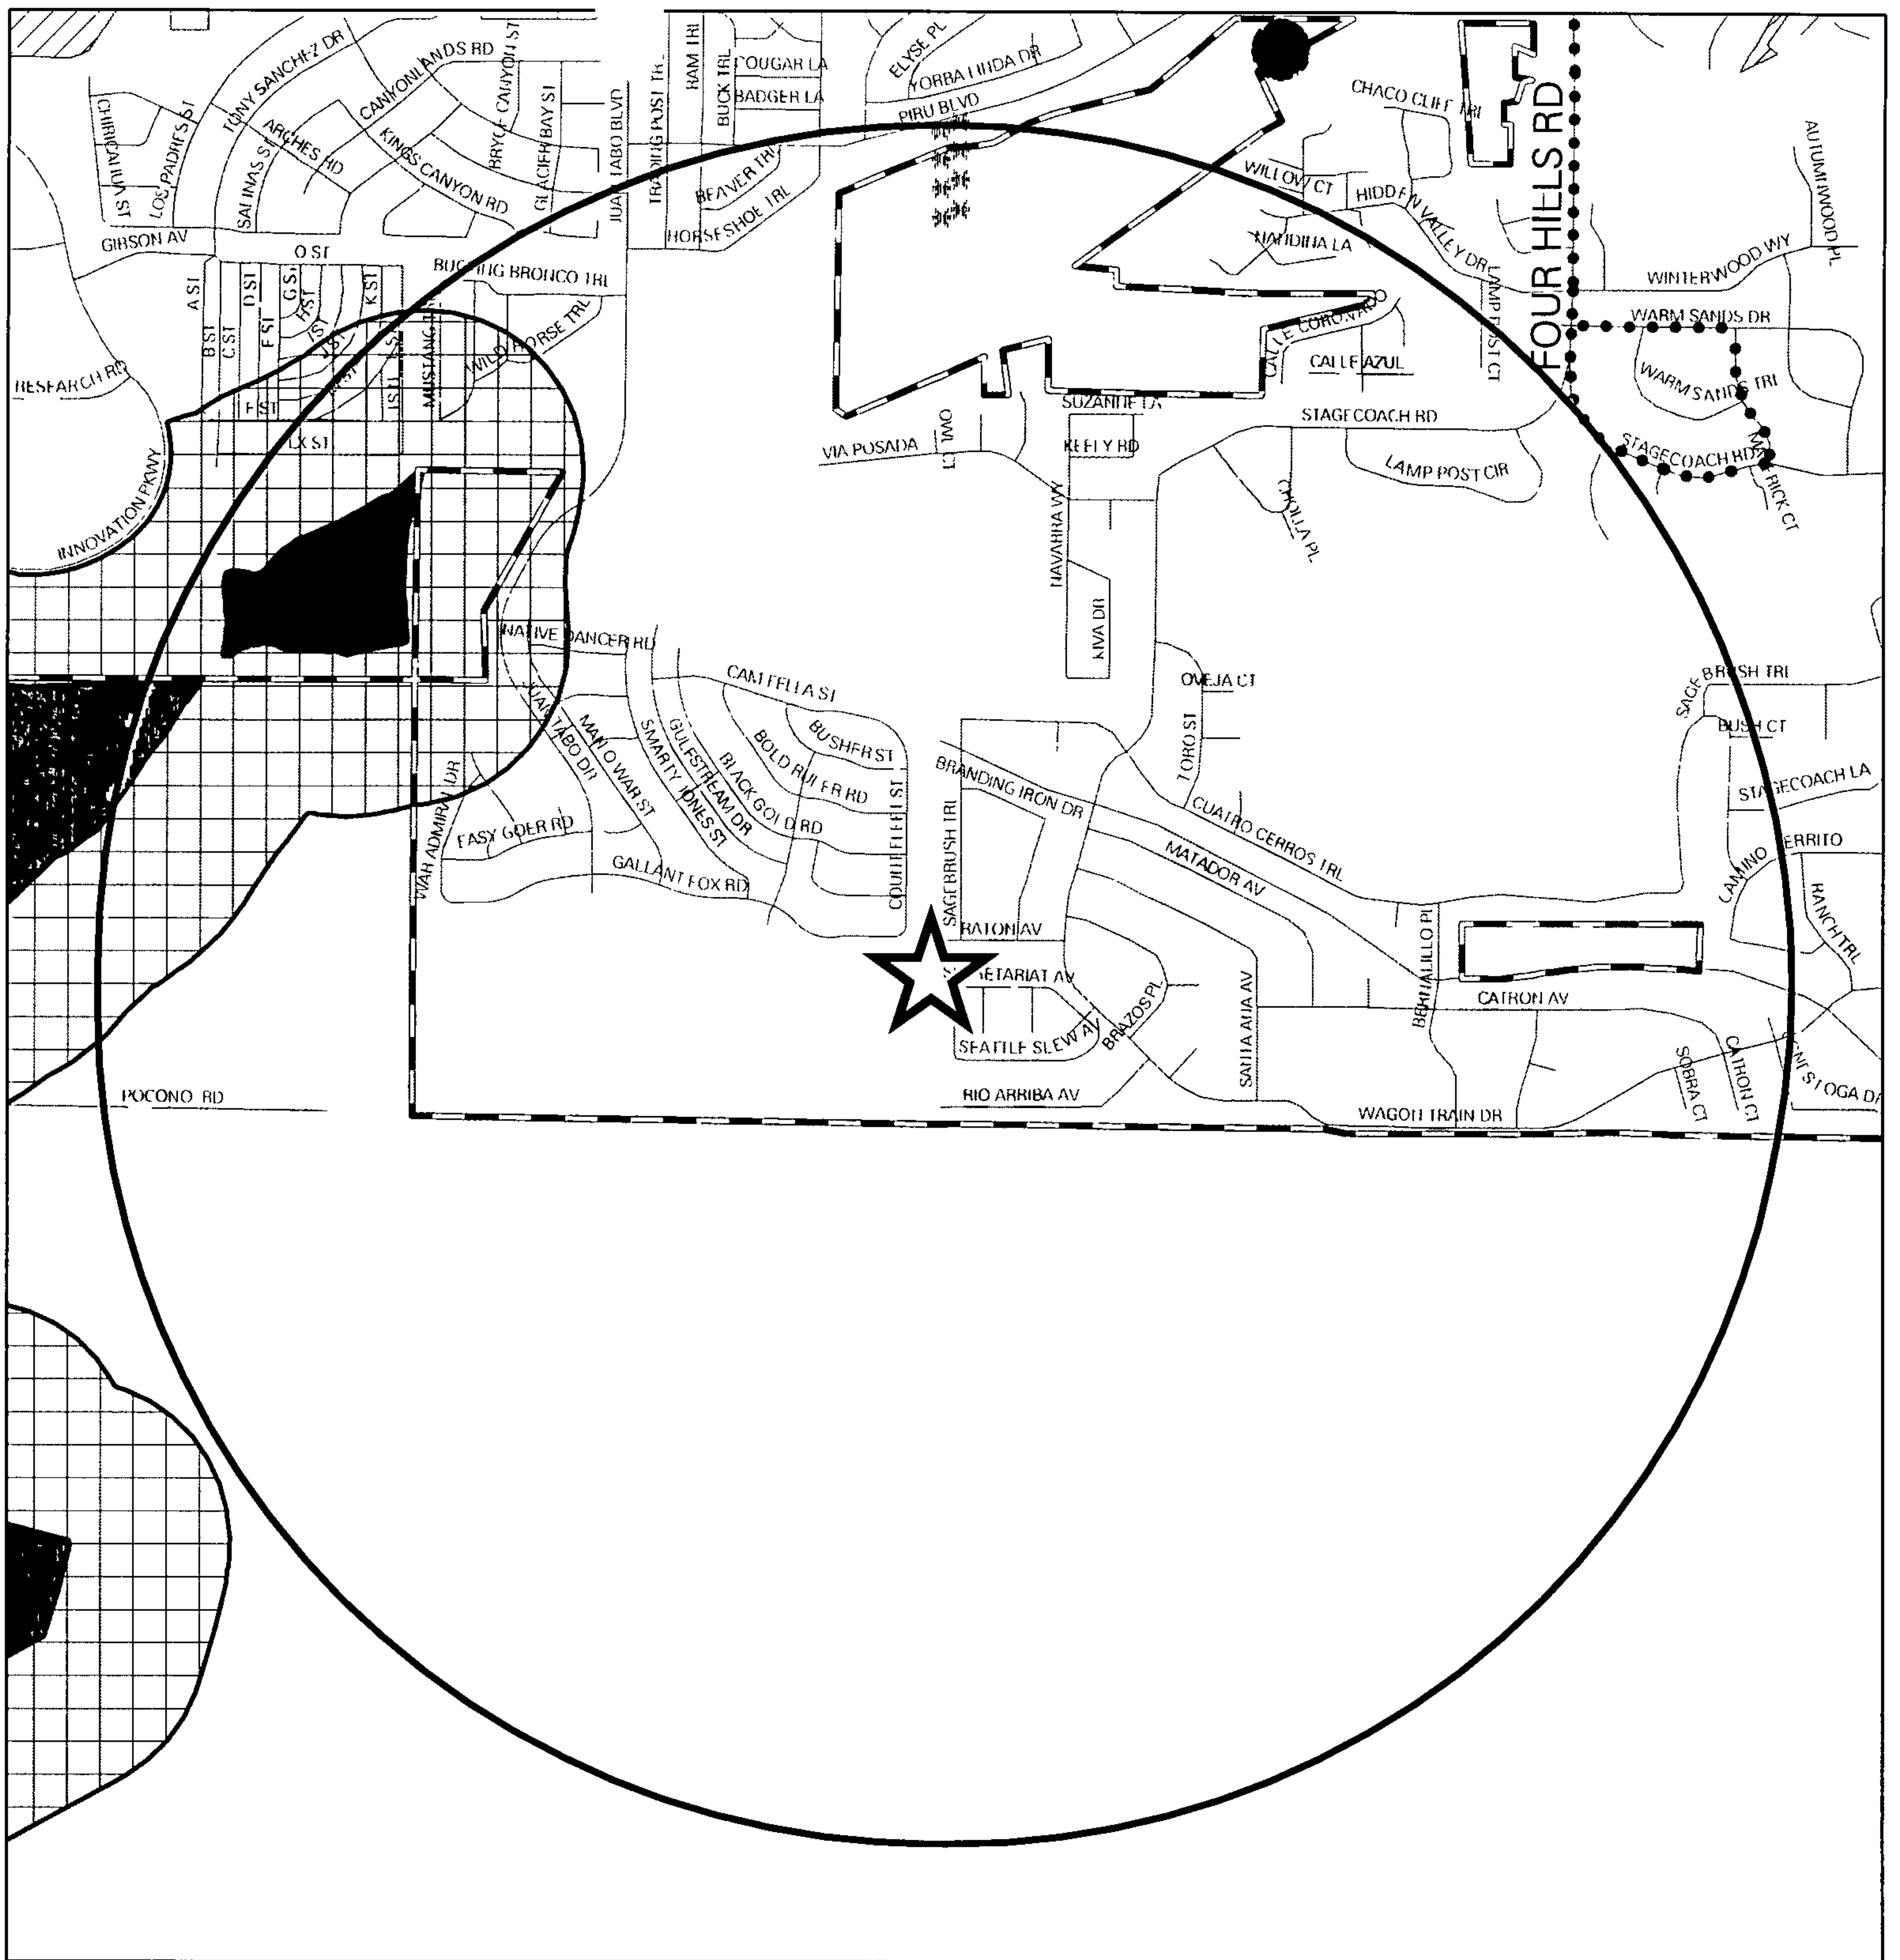 TONY SANCHEZ DR
CANYONLANDS RD
BRYCE CANYON ST
RAM TRL
BUCK TRL
COUGAR LA
BADGER LA
ELYSE PL
YORBA LINDA DR
PIRU BLVD
CHACO CLIFF TRL
FOUR HILLS RD
CHIRICAHUA ST
LOS PADRES ST
SALINAS ST
ARCHES RD
KINGS CANYON RD
GLACIER BAY ST
JUAN TABO BLVD
TRADING POST TRL
BEAVER TRL
HORSESHOE TRL
WILLOW CT
HIDDEN VALLEY DR
NANDINA LA
LAMP POST CT
AUTUMNWOOD PL
WINTERWOOD WY
GIBSON AV
O ST
BUCKING BRONCO TRL
A ST
B ST
C ST
D ST
G ST
H ST
K ST
MUSTANG
WILD HORSE TRL
WARM SANDS DR
WARM SANDS TRL
CALLE CORONADO
CALLE AZUL
RESEARCH RD
LX ST
INNOVATION PKWY
SUZANNE LA
STAGECOACH RD
STAGECOACH RD
MAVERICK CT
VIA POSADA
OWL CT
KEELY RD
LAMP POST CIR
CHOLLA PL
NAVARRA WY
KIVA DR
NATIVE DANCER RD
CAMELLIA ST
OVEJA CT
SAGE BRUSH TRL
BUSH CT
JUAN TABO DR
MAN O WAR ST
SMARTY JONES ST
GULFSTREAM DR
BLACK GOLD RD
BOLD RULER RD
BUSHER ST
TORO ST
STAGECOACH LA
BRANDING IRON DR
WAR ADMIRAL DR
EASY GOER RD
GALLANT FOX RD
COUNTFLEET ST
SAGEBRUSH TRL
CUATRO CERROS TRL
MATADOR AV
CAMINO
ERRITO
RANCH TRL
RATON AV
ETARIAT AV
BERNALILLO PL
CATRON AV
SEATTLE SLEW AV
BRAZOS PL
SANTA ANA AV
SOBRA CT
CATRON CT
POCONO RD
RIO ARRIBA AV
WAGON TRAIN DR